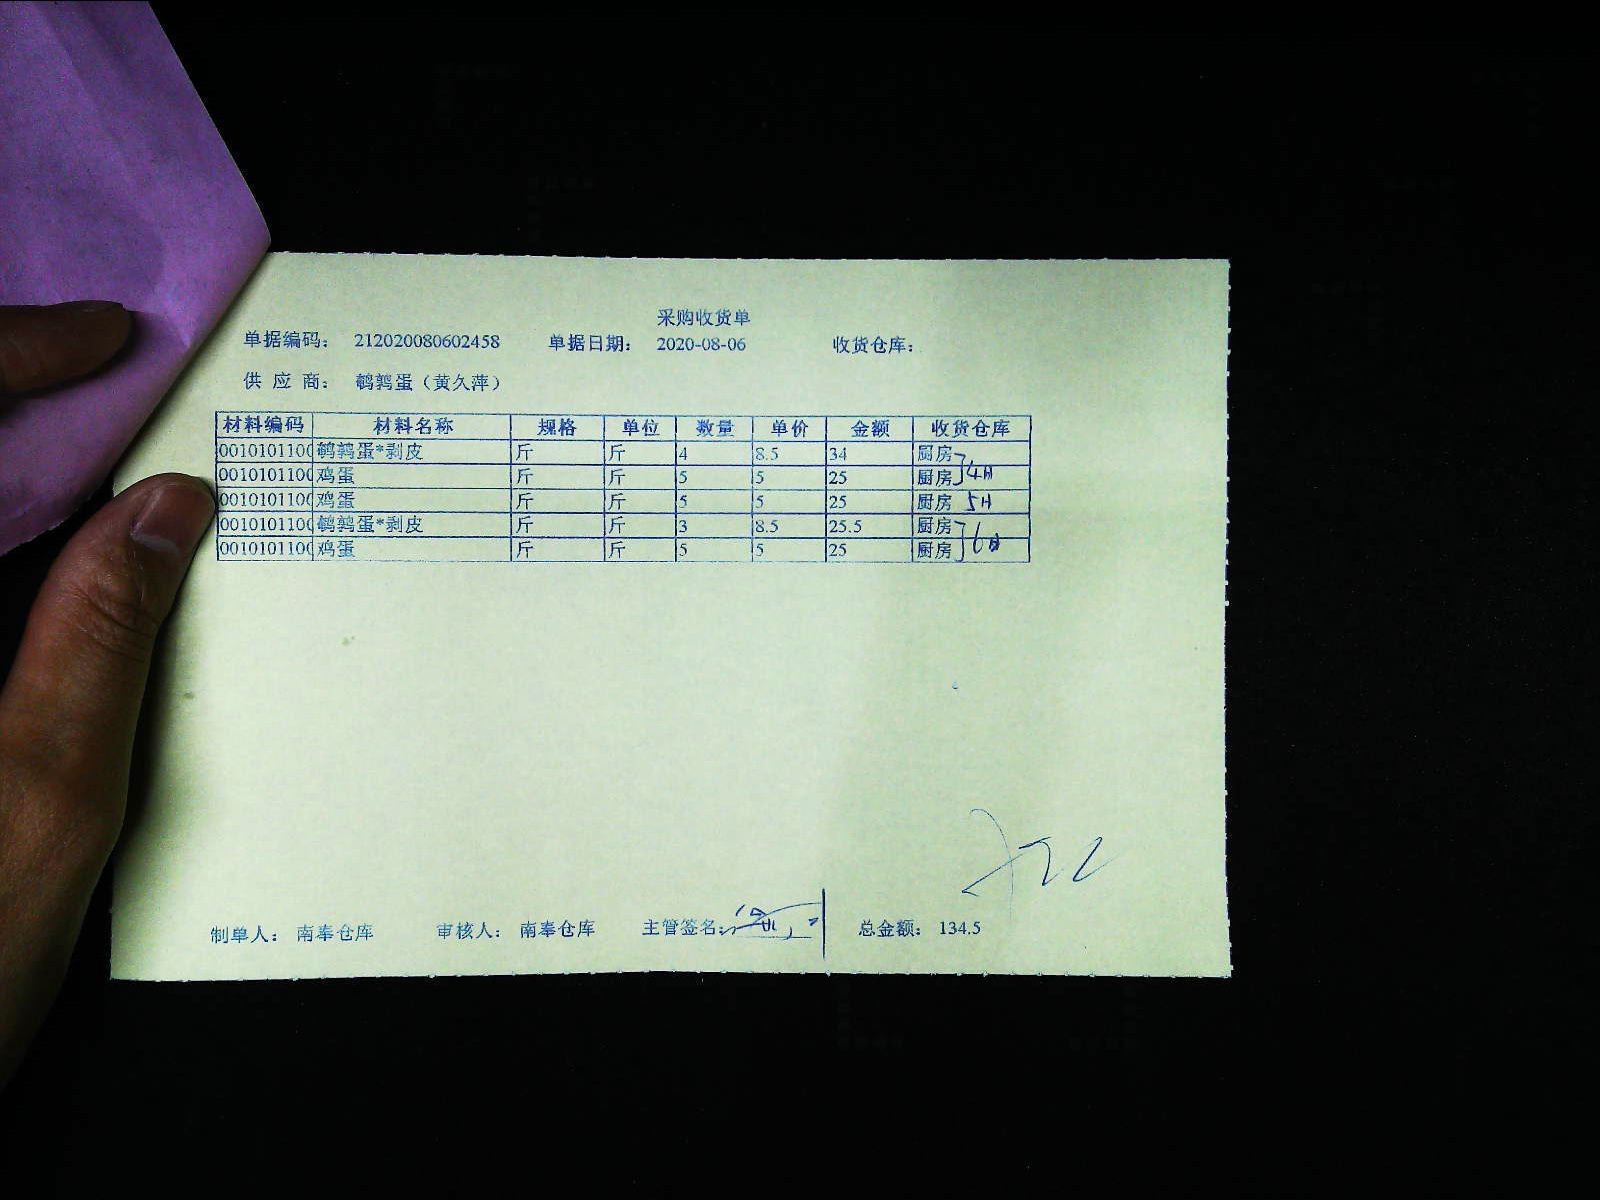 采购收货单
单据编码: 212020080602458 单据日期: 2020-08-06 收货仓库:
供 应 商: 鹌鹑蛋（黄久萍）
材料编码 材料名称 规格 单位 数量 单价 金额 收货仓库
0010101100 鹌鹑蛋*剥皮 斤 斤 4 8.5 34 厨房
0010101100 鸡蛋 斤 斤 5 5 25 厨房 4日
0010101100 鸡蛋 斤 斤 5 5 25 厨房 5日
0010101100 鹌鹑蛋*剥皮 斤 斤 3 8.5 25.5 厨房
0010101100 鸡蛋 斤 斤 5 5 25 厨房 6日
制单人: 南奉仓库 审核人: 南奉仓库 主管签名: 总金额: 134.5